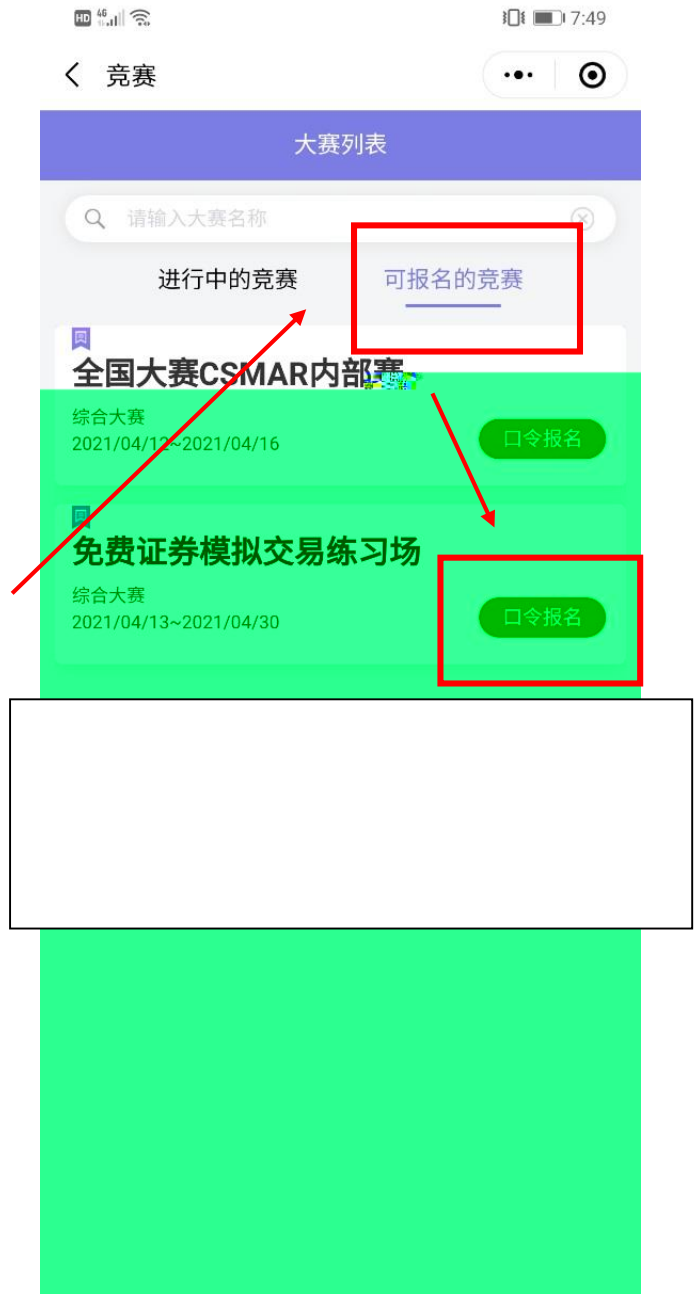 HD 46 7:49
竞赛
大赛列表
请输入大赛名称
进行中的竞赛 可报名的竞赛
全国大赛CSMAR内部赛
综合大赛
2021/04/12~2021/04/16
口令报名
免费证券模拟交易练习场
综合大赛
2021/04/13~2021/04/30
口令报名